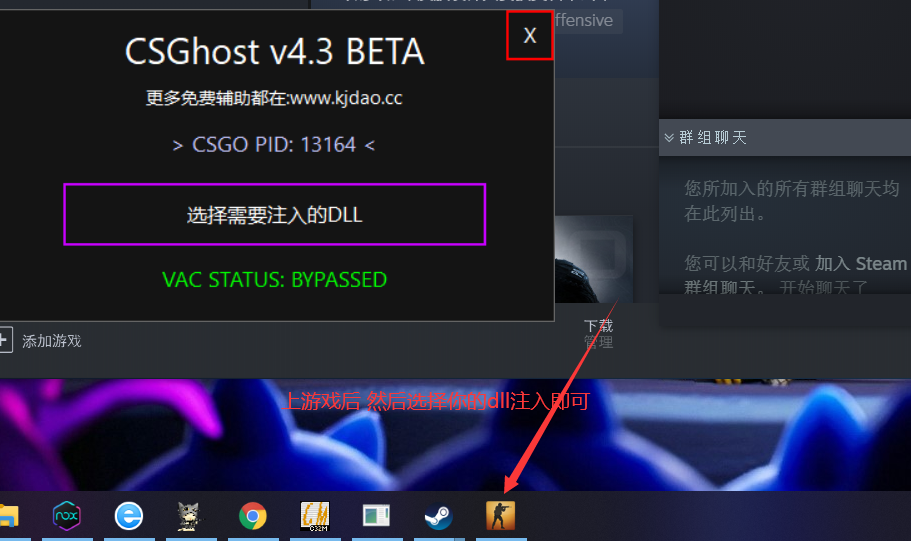 ffensive
CSGhost v4.3 BETA
X
更多免费辅助都在:www.kjdao.cc
> CSGO PID: 13164 <
选择需要注入的DLL
VAC STATUS: BYPASSED
群组聊天
您所加入的所有群组聊天均
在此列出。
您可以和好友或 加入 Steam
群组聊天。 开始聊天了
添加游戏
下载
管理
上游戏后 然后选择你的dll注入即可
nox
CM
C32M